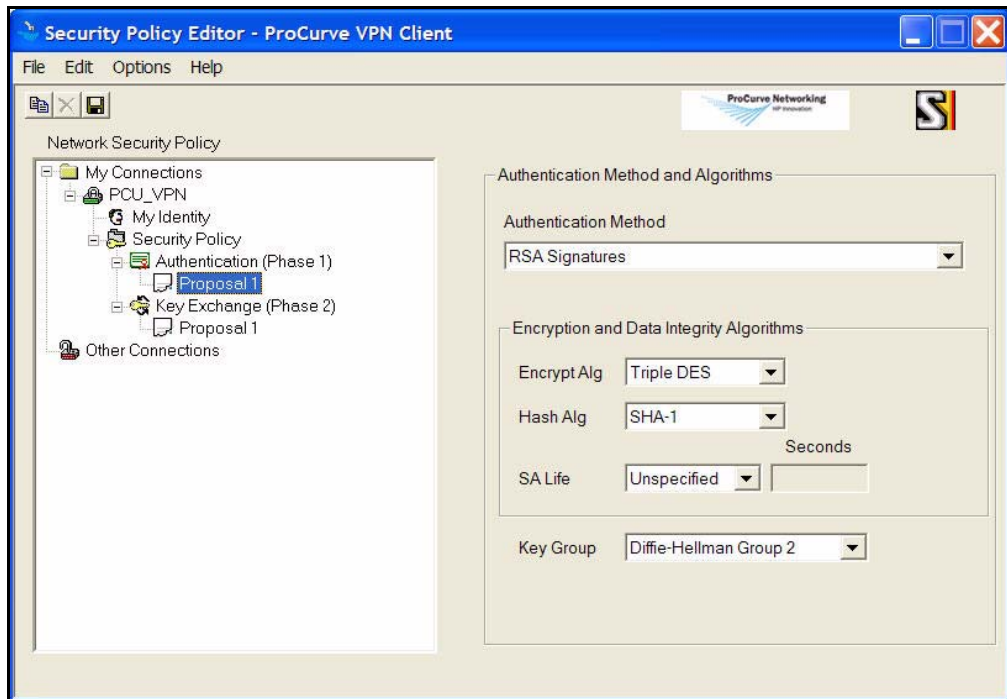 Security Policy Editor - ProCurve VPN Client
File Edit Options Help
ProCurve Networking
HP Innovation
Network Security Policy
My Connections
PCU_VPN
My Identity
Security Policy
Authentication (Phase 1)
Proposal 1
Key Exchange (Phase 2)
Proposal 1
Other Connections
Authentication Method and Algorithms
Authentication Method
RSA Signatures
Encryption and Data Integrity Algorithms
Encrypt Alg Triple DES
Hash Alg SHA-1
Seconds
SA Life Unspecified
Key Group Diffie-Hellman Group 2